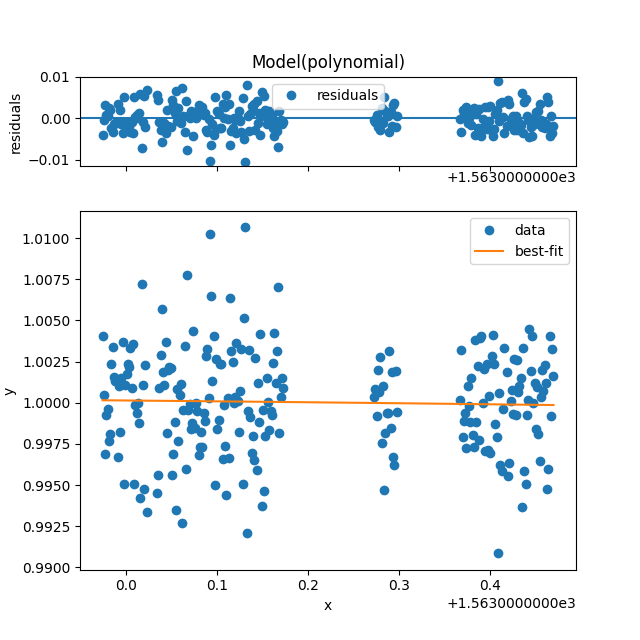 Model(polynomial)
0.01
0.00
−0.01
residuals
residuals
+1.5630000000e3
1.0100
1.0075
1.0050
1.0025
1.0000
0.9975
0.9950
0.9925
0.9900
y
data
best-fit
0.0
0.1
0.2
0.3
0.4
x
+1.5630000000e3